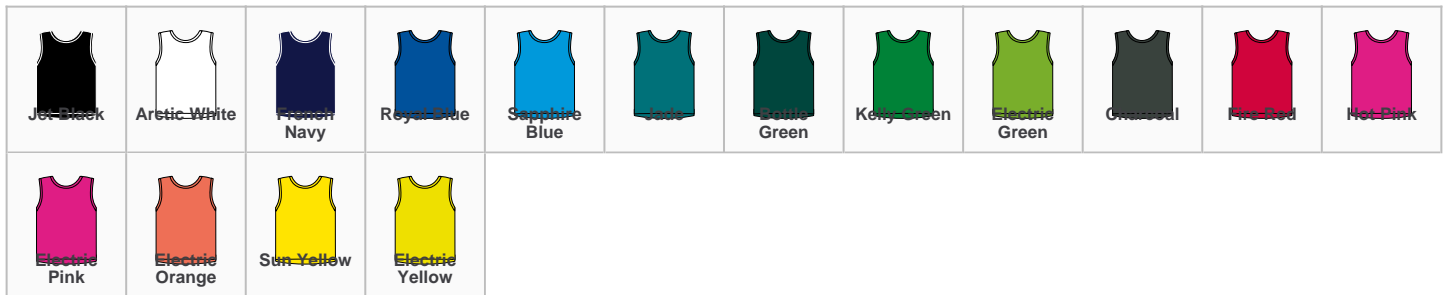 Jet Black
Arctic White
French
Navy
Royal Blue
Sapphire
Blue
Jade
Bottle
Green
Kelly Green
Electric
Green
Charcoal
Fire Red
Hot Pink
Electric
Pink
Electric
Orange
Sun Yellow
Electric
Yellow